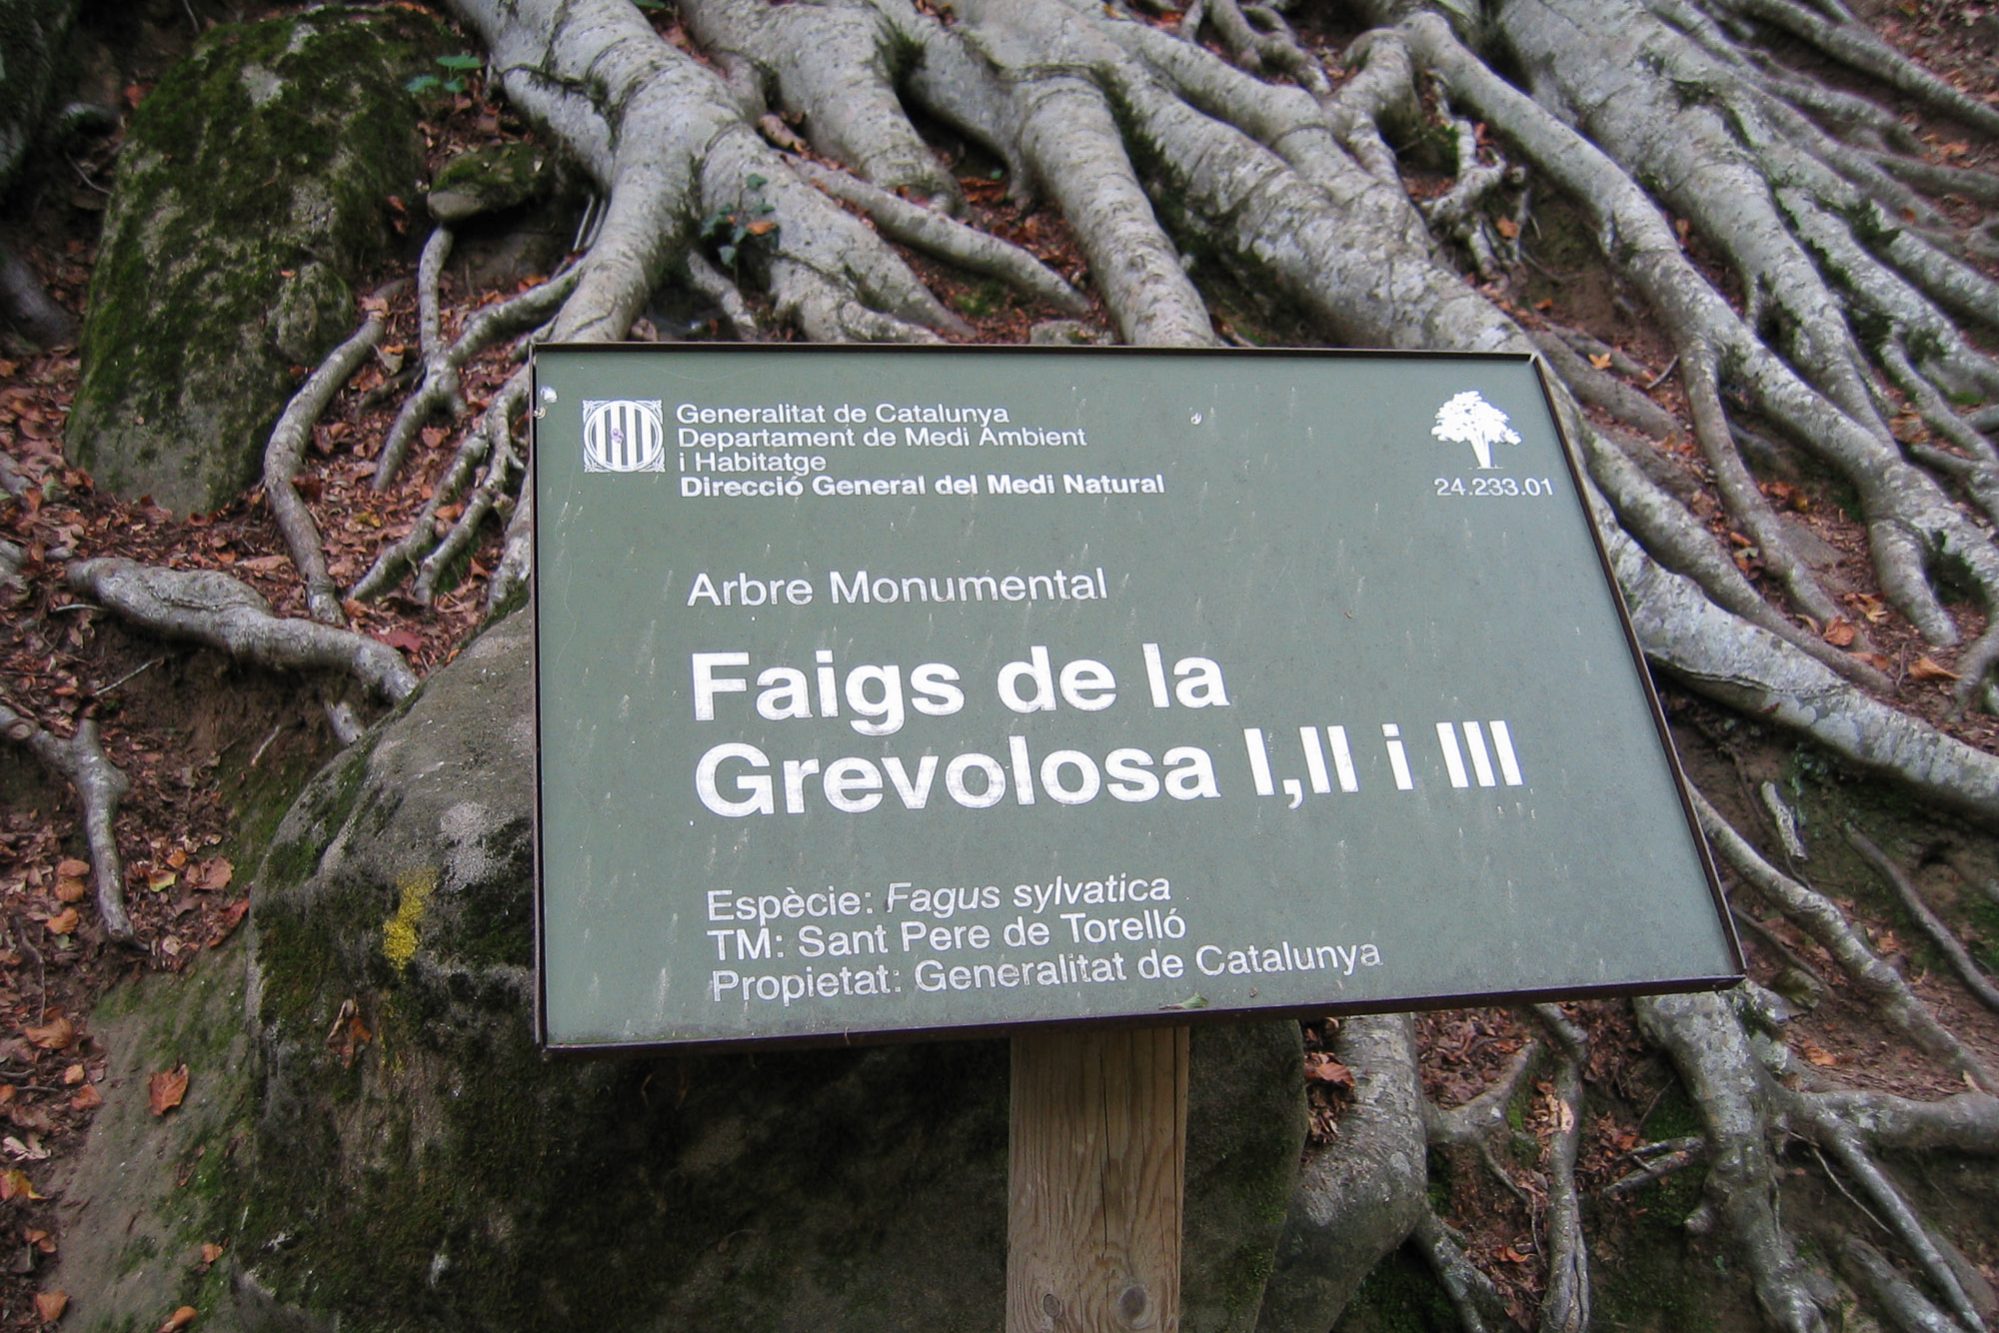 Generalitat de Catalunya
Departament de Medi Ambient
i Habitatge
Direcció General del Medi Natural
24.233.01
Arbre Monumental
Faigs de la
Grevolosa I,II i III
Espècie: Fagus sylvatica
TM: Sant Pere de Torelló
Propietat: Generalitat de Catalunya